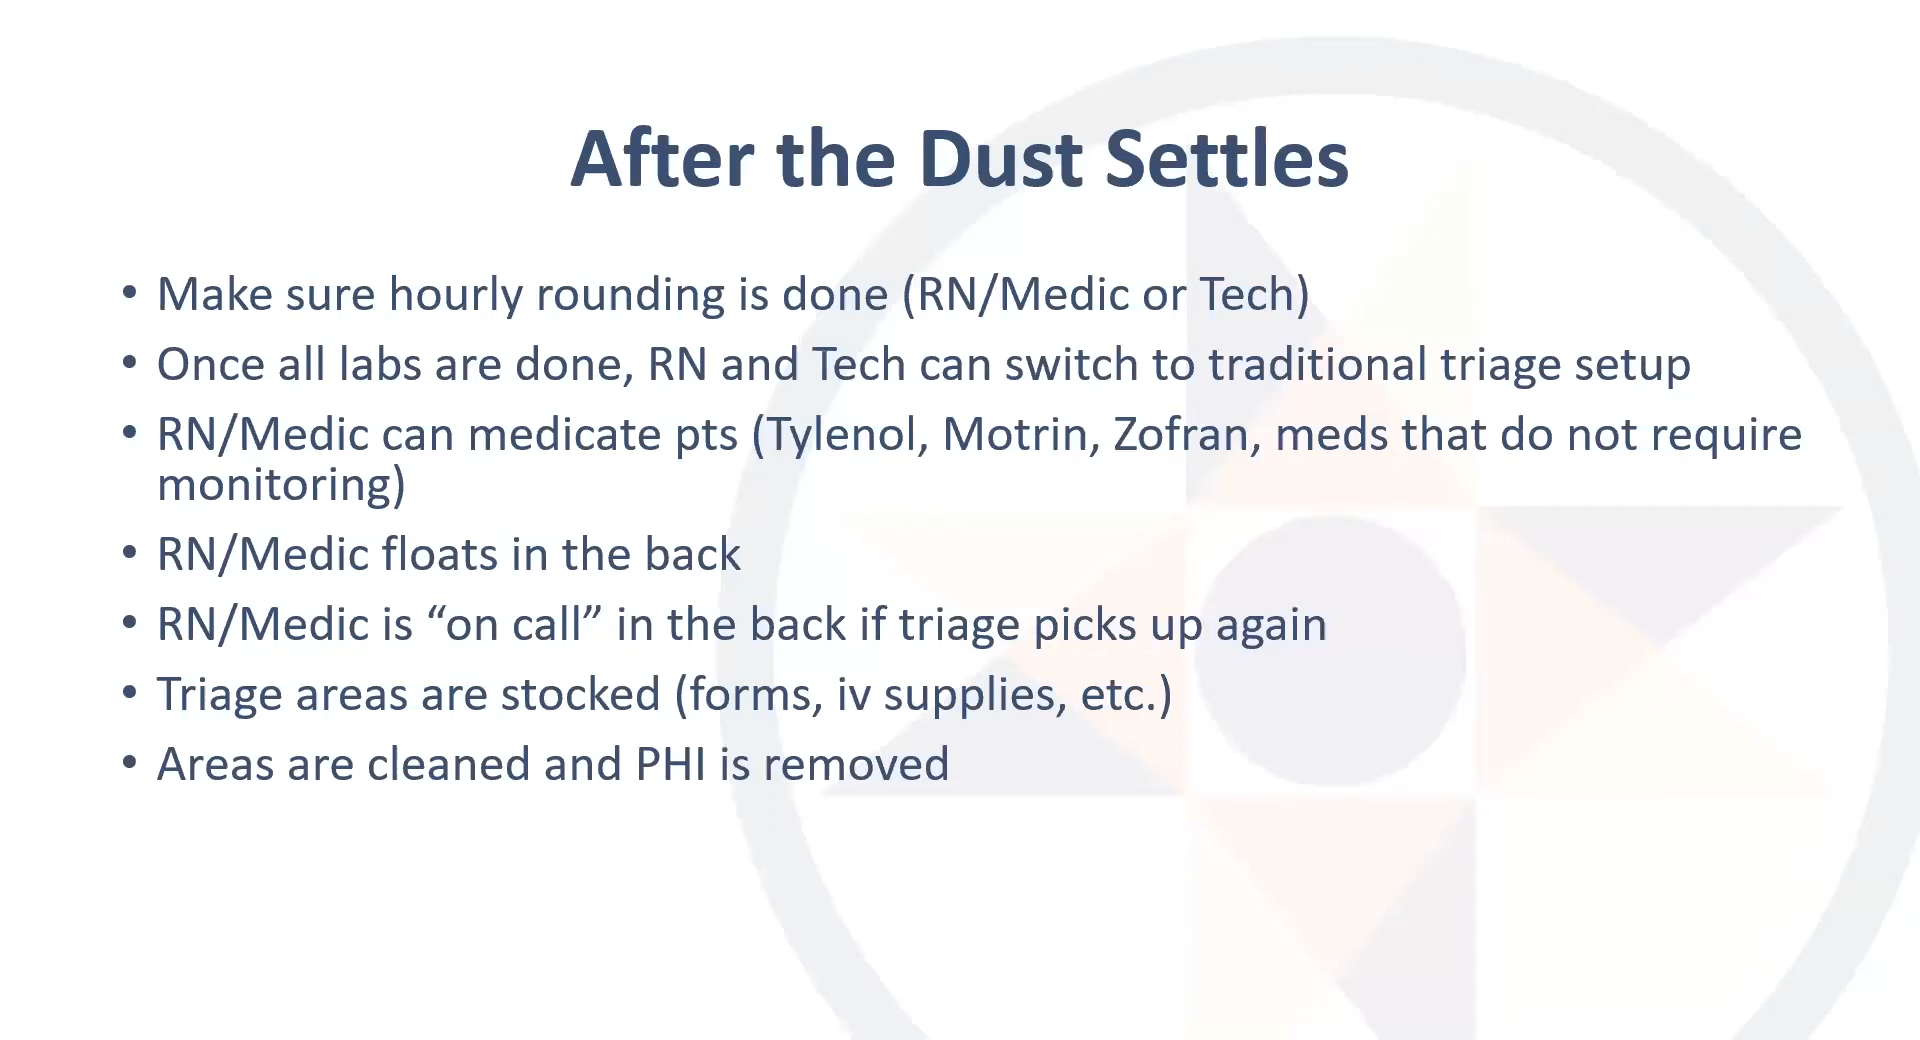 After the Dust Settles
• Make sure hourly rounding is done (RN/Medic or Tech)
• Once all labs are done, RN and Tech can switch to traditional triage setup
• RN/Medic can medicate pts (Tylenol, Motrin, Zofran, meds that do not require
monitoring)
• RN/Medic floats in the back
• RN/Medic is “on call” in the back if triage picks up again
• Triage areas are stocked (forms, iv supplies, etc.)
• Areas are cleaned and PHI is removed